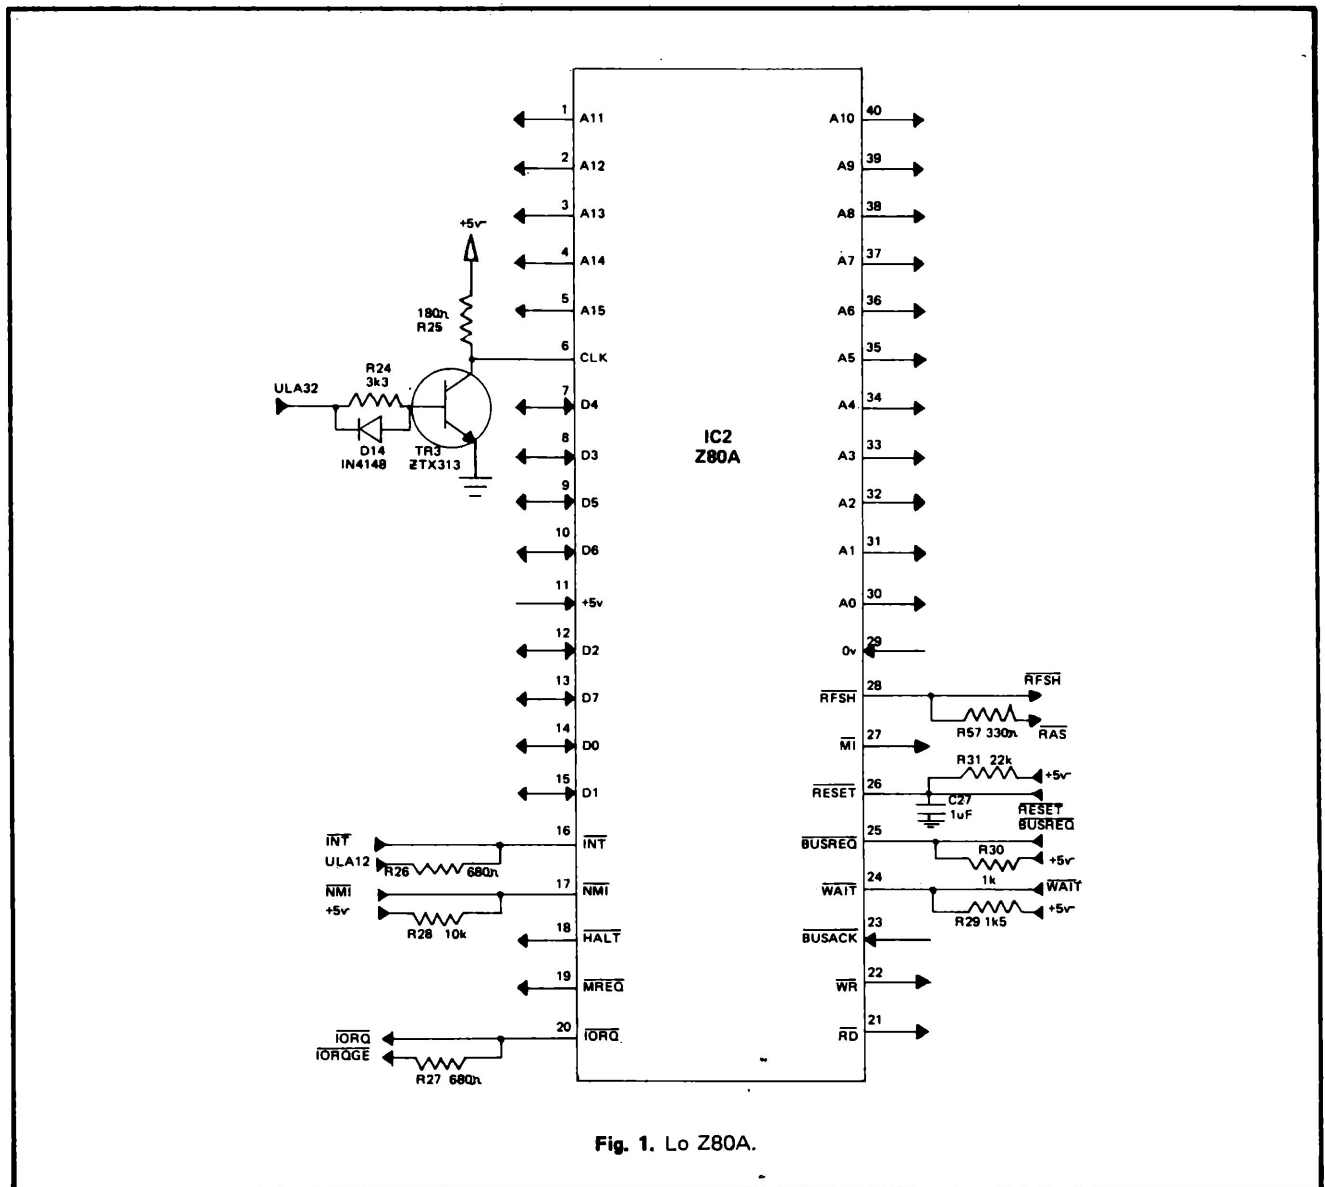 1 A11
2 A12
3 A13
4 A14
5 A15
6 CLK
7 D4
8 D3
9 D5
10 D6
11 +5v
12 D2
13 D7
14 D0
15 D1
16 INT
17 NMI
18 HALT
19 MREQ
20 IORQ
+5v
180Ω
R25
R24
3k3
ULA32
D14
IN4148
TR3
ZTX313
INT
ULA12
R26 680Ω
NMI
+5v
R28 10k
IORQ
IORQGE
R27 680Ω
IC2
Z80A
A10 40
A9 39
A8 38
A7 37
A6 36
A5 35
A4 34
A3 33
A2 32
A1 31
A0 30
0v 29
RFSH 28
MI 27
RESET 26
BUSREQ 25
WAIT 24
BUSACK 23
WR 22
RD 21
RFSH
R57 330Ω
RAS
R31 22k
+5v
C27
1uF
RESET
BUSREQ
R30
+5v
1k
WAIT
R29 1k5
+5v
Fig. 1. Lo Z80A.